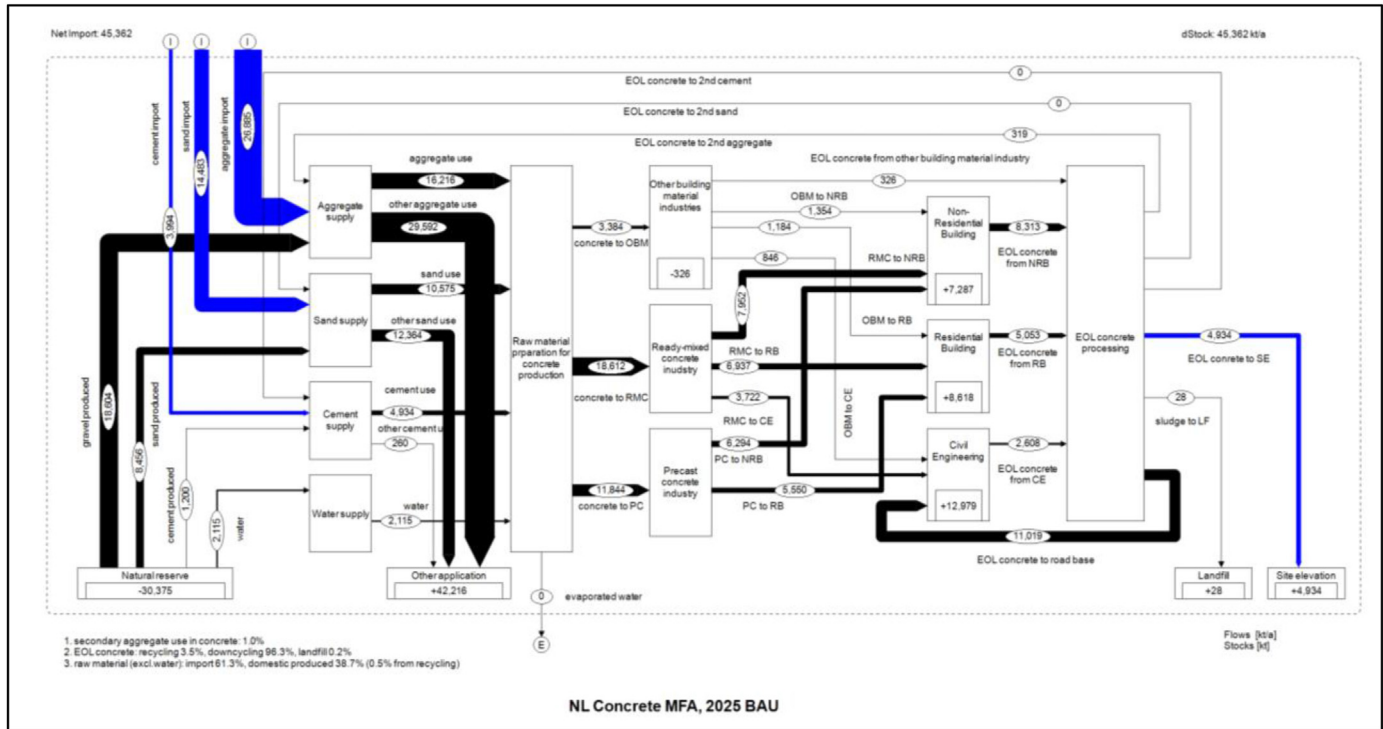 Net Import: 45,362
dStock: 45,362 kt/a
I
I
I
cement import
3,994
sand import
14,483
aggregate import
26,885
0
EOL concrete to 2nd cement
0
EOL concrete to 2nd sand
319
EOL concrete to 2nd aggregate
EOL concrete from other building material industry
326
Aggregate
supply
aggregate use
16,216
other aggregate use
29,592
Sand supply
sand use
10,575
other sand use
12,364
Cement
supply
cement use
4,934
other cement u
260
Water supply
water
2,115
Raw material
prparation for
concrete
production
3,384
concrete to OBM
18,612
concrete to RMC
11,844
concrete to PC
Other building
material
industries
-326
Ready-mixed
concrete
inudstry
Precast
concrete
industry
OBM to NRB
1,354
1,184
846
RMC to NRB
7,952
OBM to RB
RMC to RB
6,937
3,722
RMC to CE
OBM to CE
6,294
PC to NRB
5,550
PC to RB
Non-
Residential
Building
+7,287
Residential
Building
+8,618
Civil
Engineering
+12,979
8,313
EOL concrete
from NRB
5,053
EOL concrete
from RB
2,608
EOL concrete
from CE
EOL concrete
processing
4,934
EOL conrete to SE
28
sludge to LF
11,019
EOL concrete to road base
gravel produced
18,604
sand produced
8,456
cement produced
1,200
2,115
water
Natural reserve
-30,375
Other application
+42,216
0
evaporated water
E
Landfill
+28
Site elevation
+4,934
1. secondary aggregate use in concrete: 1.0%
2. EOL concrete: recycling 3.5%, downcycling 96.3%, landfill 0.2%
3. raw material (excl.water): import 61.3%, domestic produced 38.7% (0.5% from recycling)
Flows [kt/a]
Stocks [kt]
NL Concrete MFA, 2025 BAU